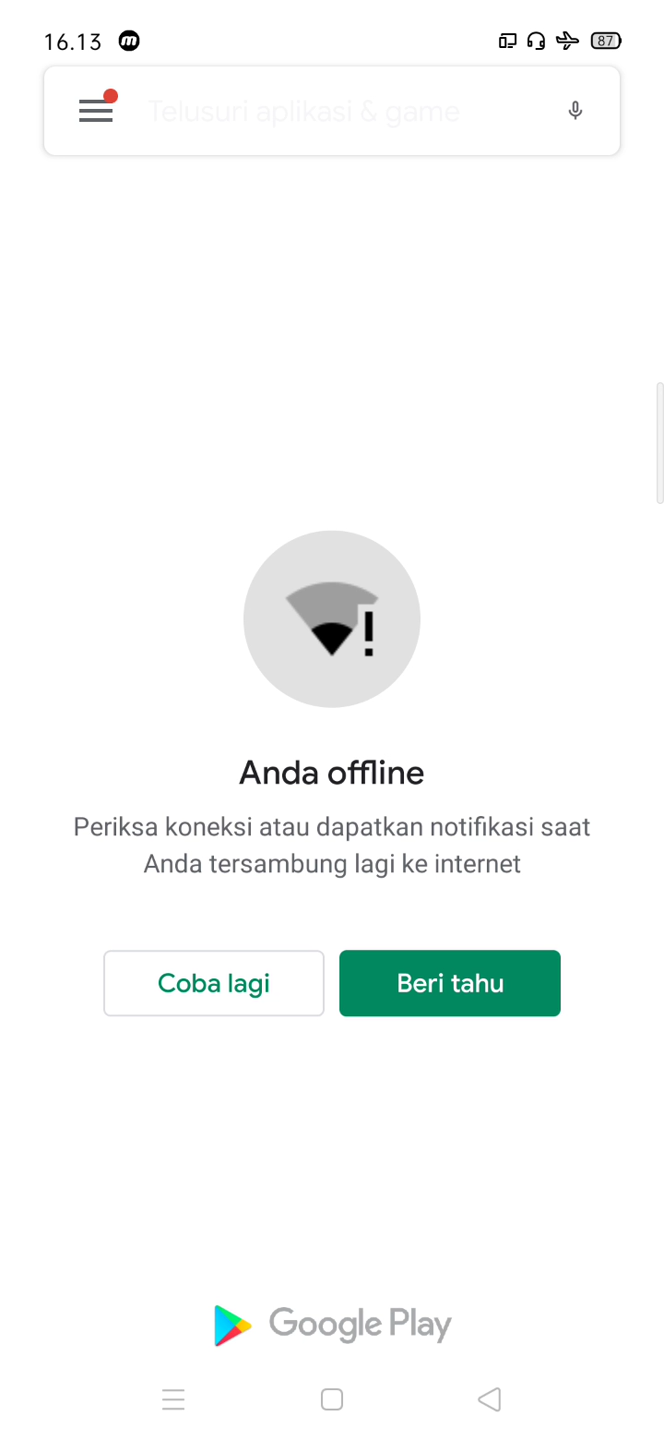 16.13
87
Telusuri aplikasi & game
Anda offline
Periksa koneksi atau dapatkan notifikasi saat
Anda tersambung lagi ke internet
Coba lagi
Beri tahu
Google Play